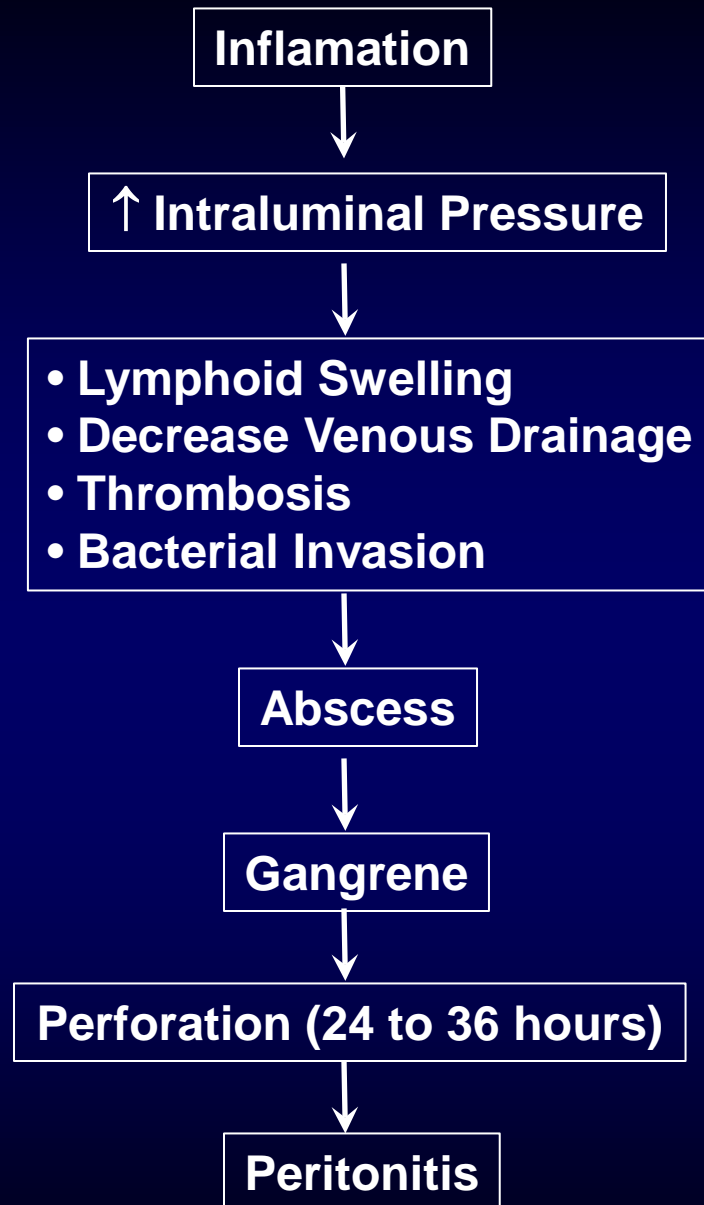 Inflamation
↑ Intraluminal Pressure
• Lymphoid Swelling
• Decrease Venous Drainage
• Thrombosis
• Bacterial Invasion
Abscess
Gangrene
Perforation (24 to 36 hours)
Peritonitis